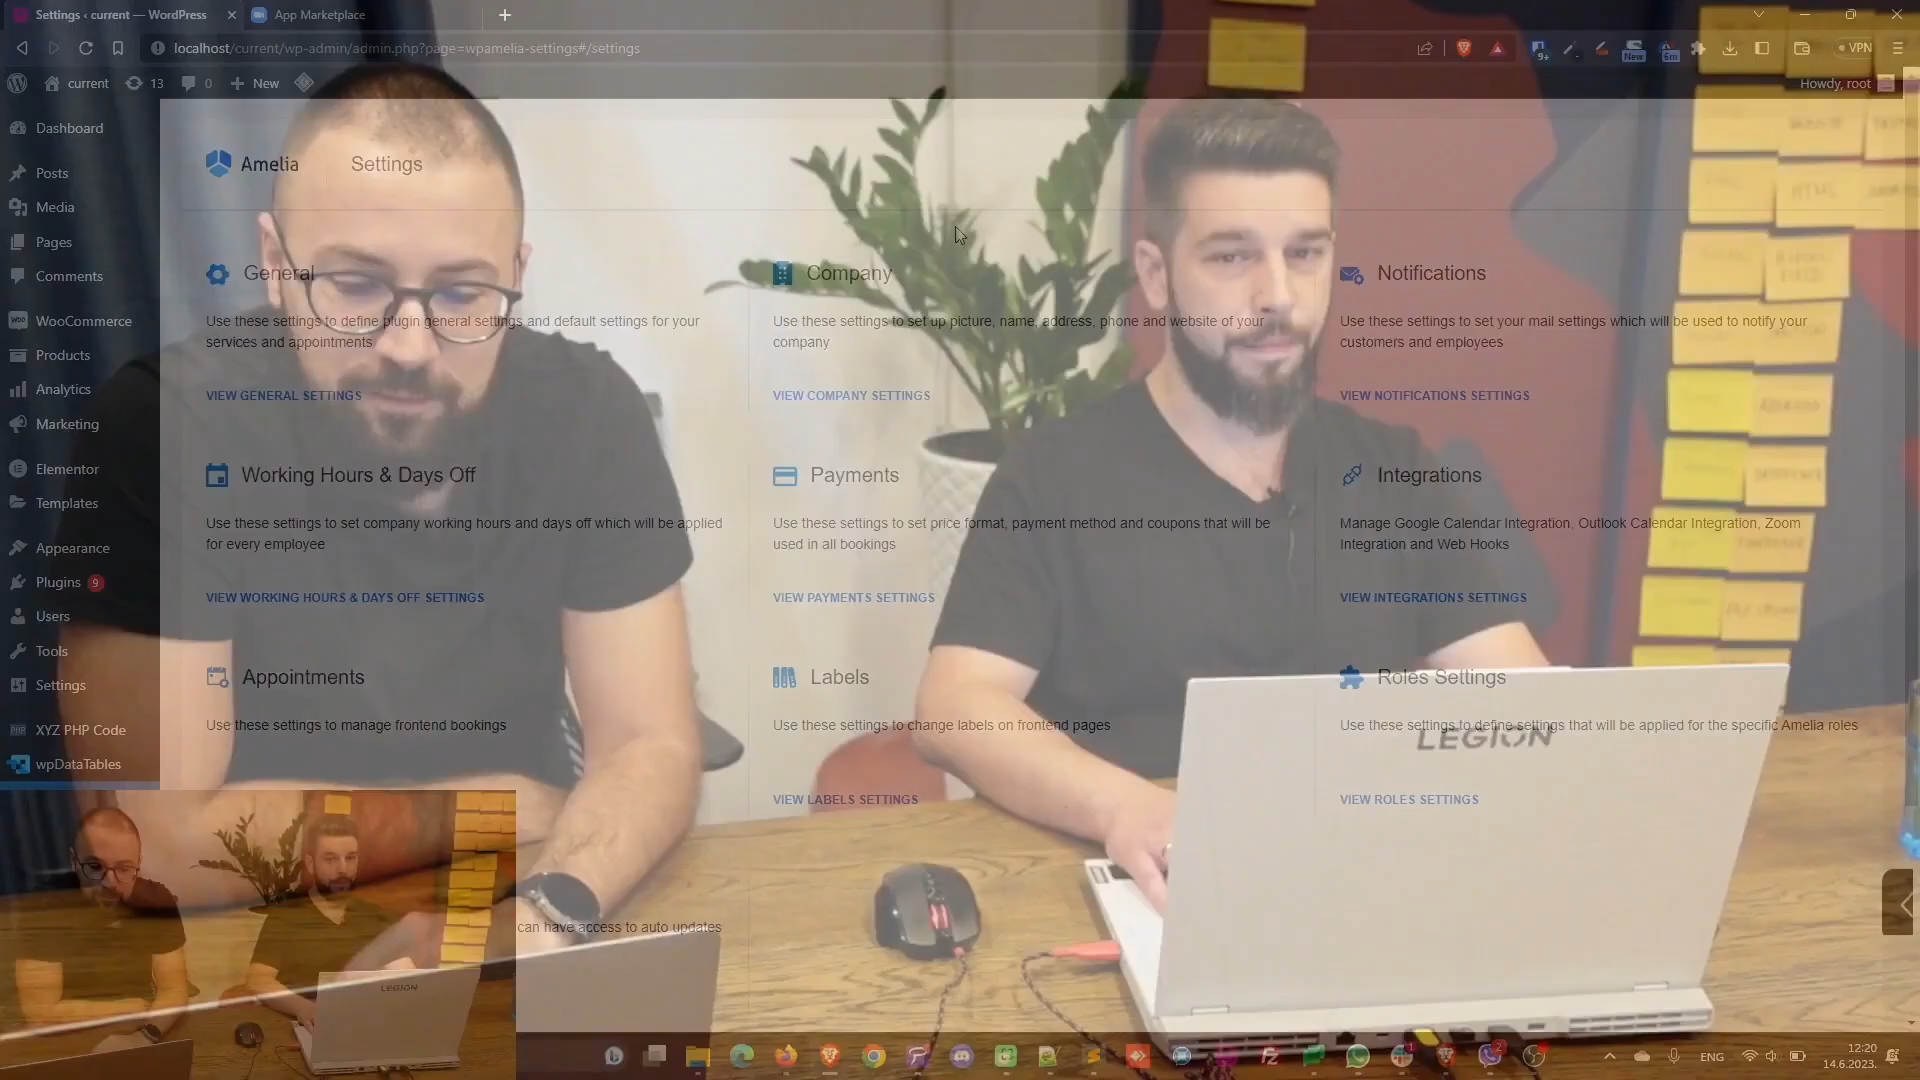 Settings ‹ current — WordPress
App Marketplace
localhost/current/wp-admin/admin.php?page=wpamelia-settings#/settings
9+
New
6m
VPN
current
13
0
New
Howdy, root
Dashboard
Posts
Media
Pages
Comments
WooCommerce
Products
Analytics
Marketing
Elementor
Templates
Appearance
Plugins 9
Users
Tools
Settings
XYZ PHP Code
wpDataTables
Amelia
Settings
General
Use these settings to define plugin general settings and default settings for your
services and appointments
VIEW GENERAL SETTINGS
Company
Use these settings to set up picture, name, address, phone and website of your
company
VIEW COMPANY SETTINGS
Notifications
Use these settings to set your mail settings which will be used to notify your
customers and employees
VIEW NOTIFICATIONS SETTINGS
Working Hours & Days Off
Use these settings to set company working hours and days off which will be applied
for every employee
VIEW WORKING HOURS & DAYS OFF SETTINGS
Payments
Use these settings to set price format, payment method and coupons that will be
used in all bookings
VIEW PAYMENTS SETTINGS
Integrations
Manage Google Calendar Integration, Outlook Calendar Integration, Zoom
Integration and Web Hooks
VIEW INTEGRATIONS SETTINGS
Appointments
Use these settings to manage frontend bookings
Labels
Use these settings to change labels on frontend pages
VIEW LABELS SETTINGS
Roles Settings
Use these settings to define settings that will be applied for the specific Amelia roles
VIEW ROLES SETTINGS
LEGION
can have access to auto updates
LEGION
ENG
12:20
14.6.2023.